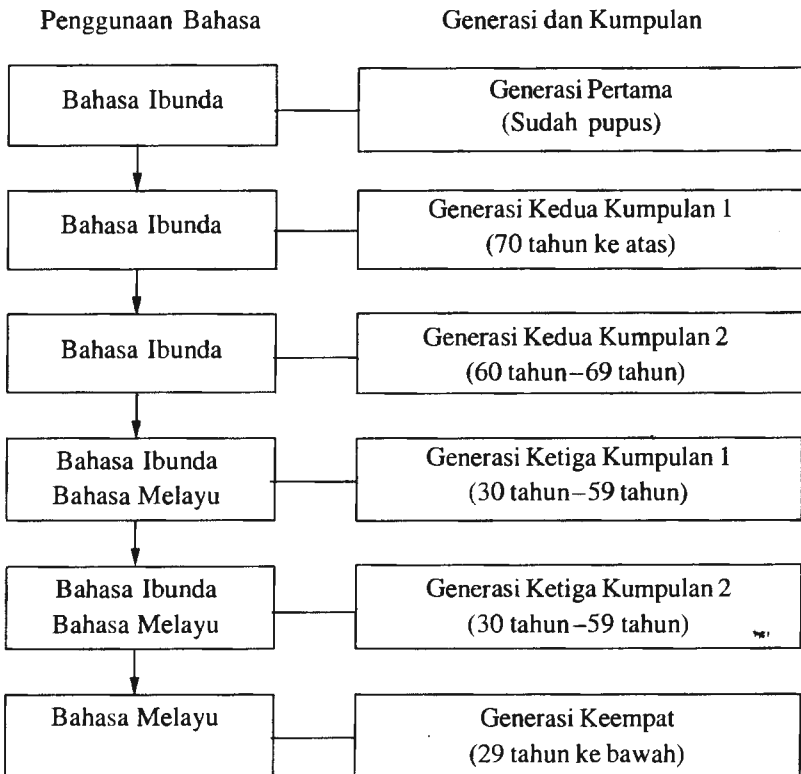 Penggunaan Bahasa
Generasi dan Kumpulan
Bahasa Ibunda
Generasi Pertama
(Sudah pupus)
Bahasa Ibunda
Generasi Kedua Kumpulan 1
(70 tahun ke atas)
Bahasa Ibunda
Generasi Kedua Kumpulan 2
(60 tahun–69 tahun)
Bahasa Ibunda
Bahasa Melayu
Generasi Ketiga Kumpulan 1
(30 tahun–59 tahun)
Bahasa Ibunda
Bahasa Melayu
Generasi Ketiga Kumpulan 2
(30 tahun–59 tahun)
Bahasa Melayu
Generasi Keempat
(29 tahun ke bawah)